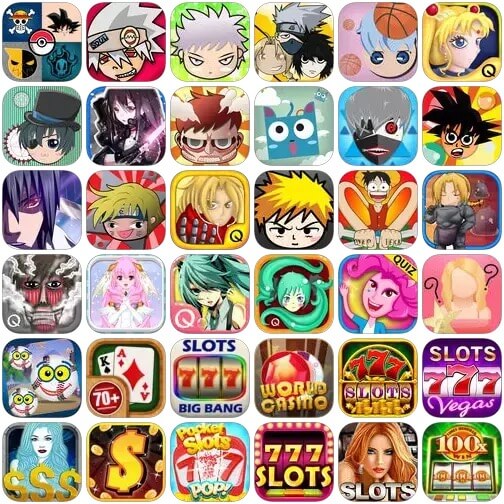 Q
Q
Q
Q
QUIZ
?
?
K
A
70+
SLOTS
777
BIG BANG
WORLD
CASINO
777
SLOTS
SLOTS
777
Vegas
$$$
$
Pocket
Slots
777
POP!
777
SLOTS
SLOTS
100x